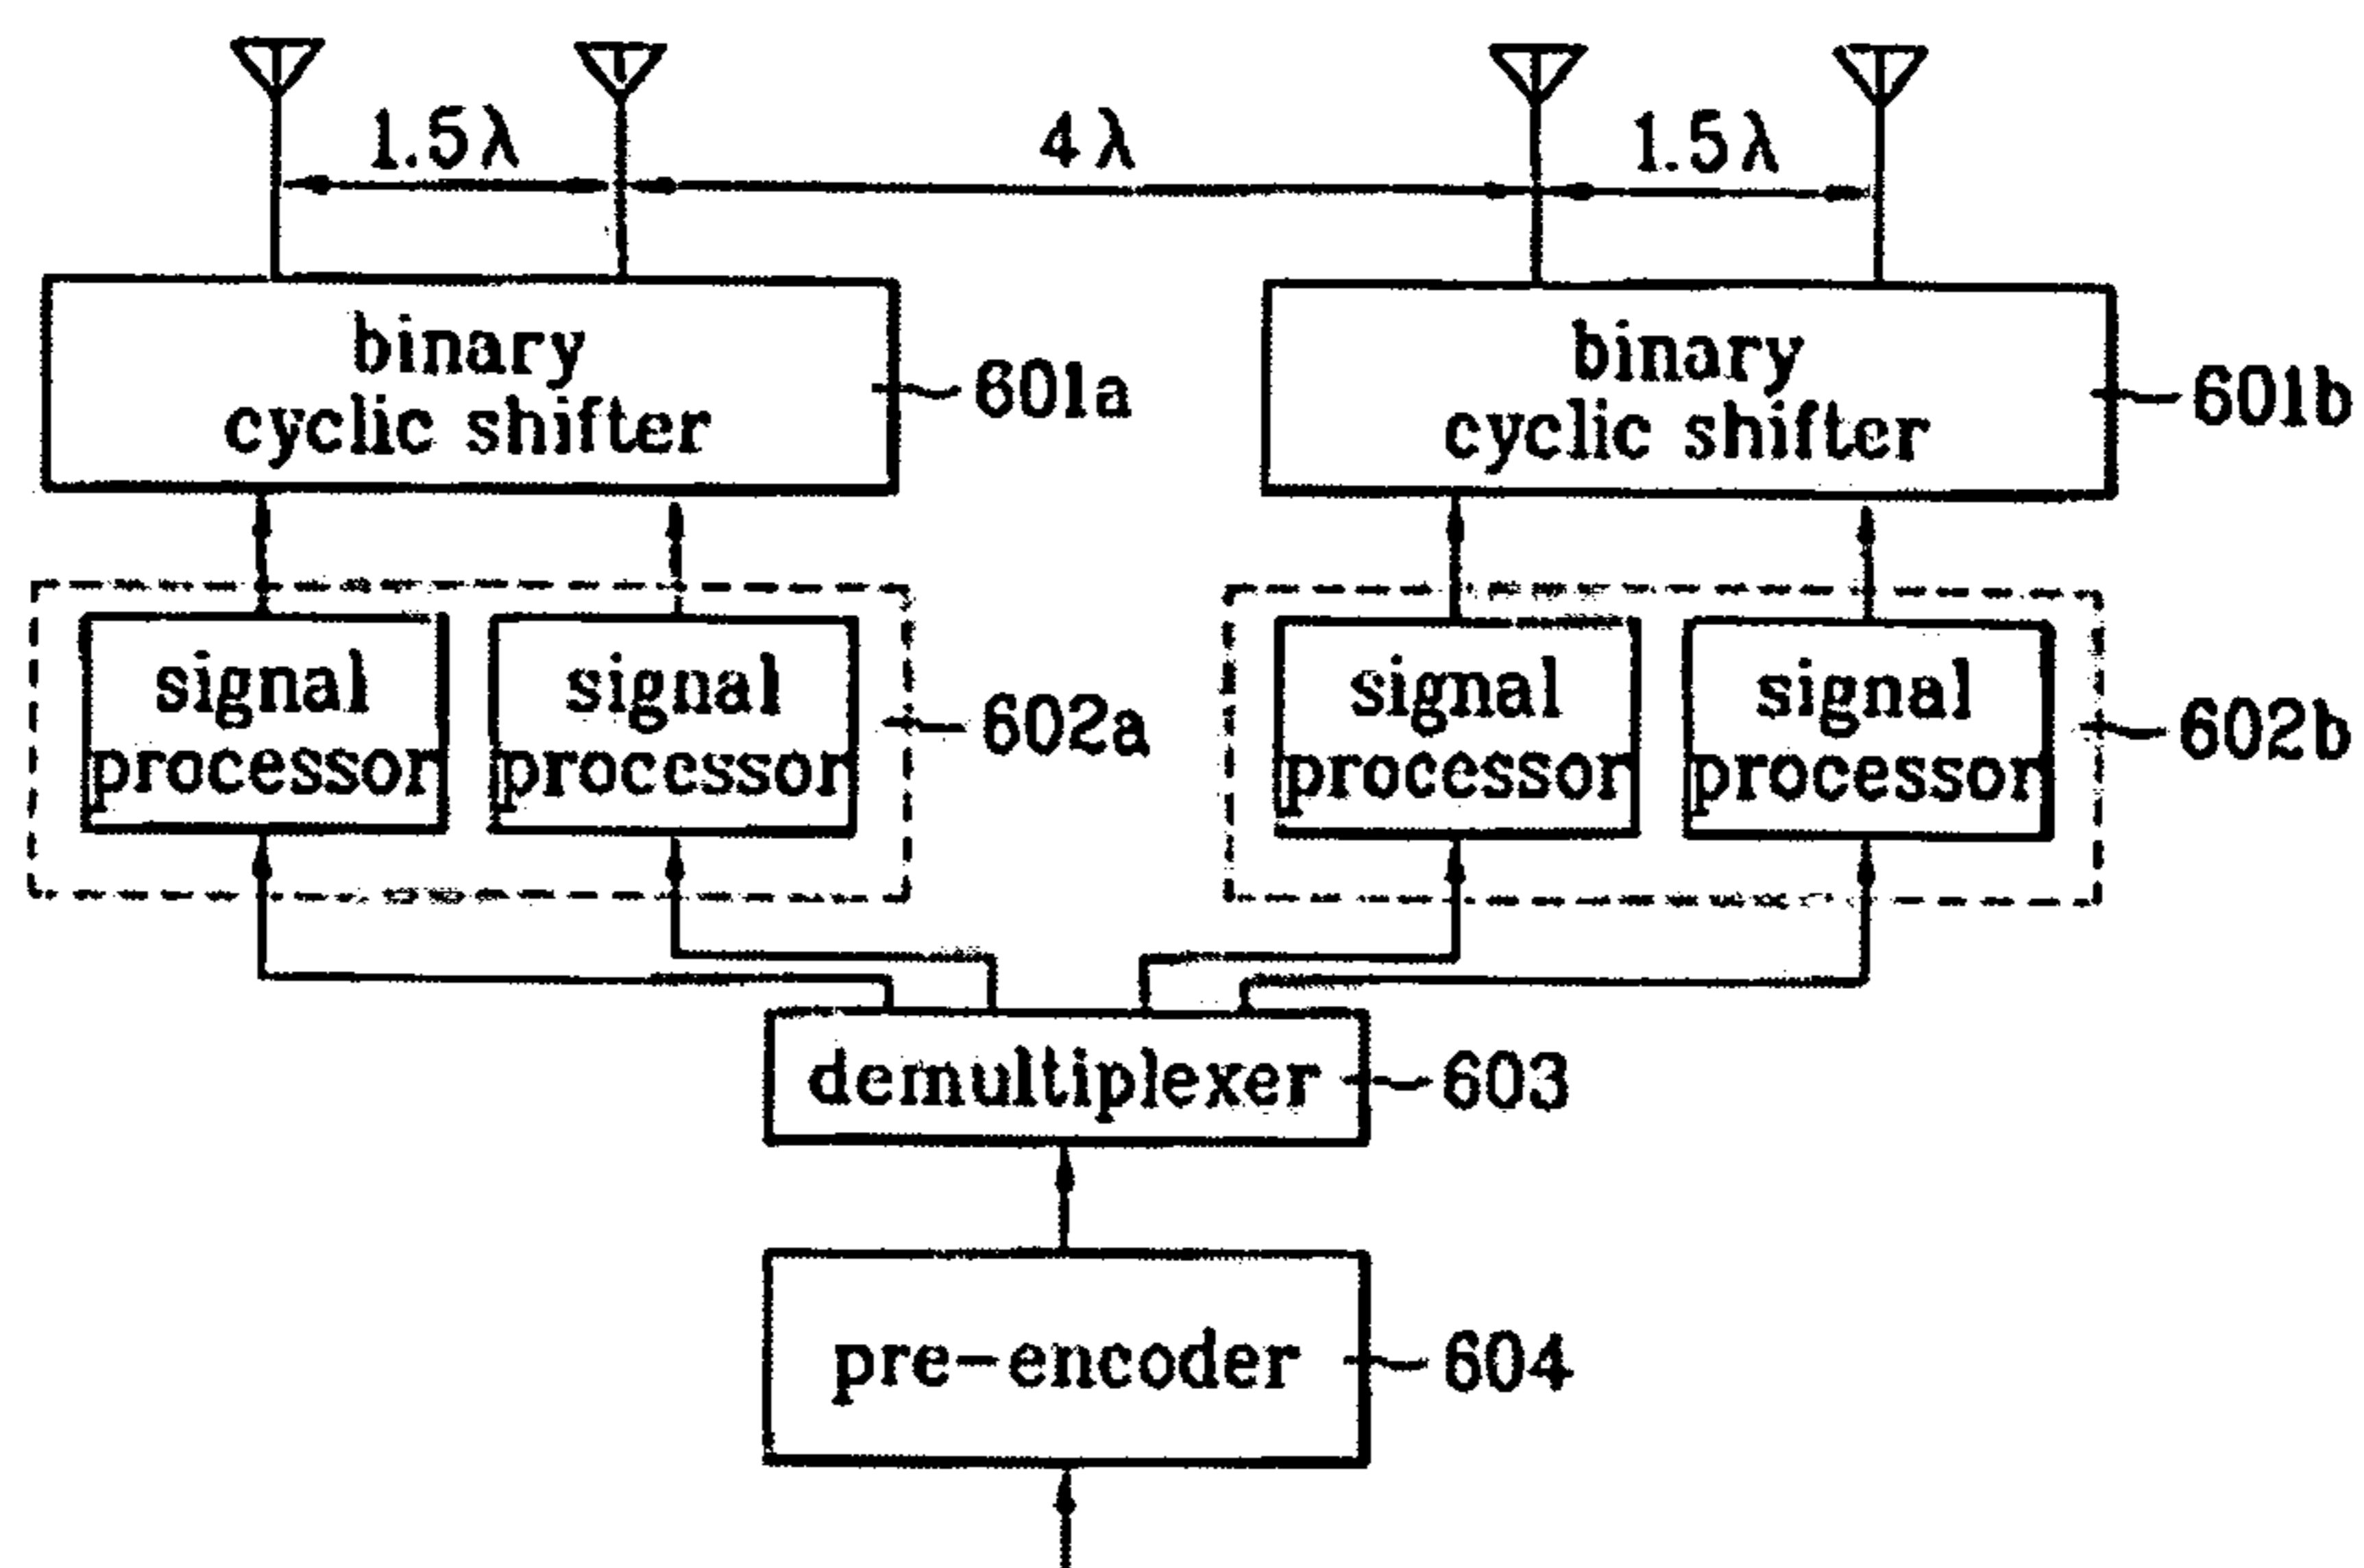 1.5λ
4λ
1.5λ
binary
cyclic shifter
601a
binary
cyclic shifter
601b
signal
processor
signal
processor
602a
signal
processor
signal
processor
602b
demultiplexer
603
pre-encoder
604